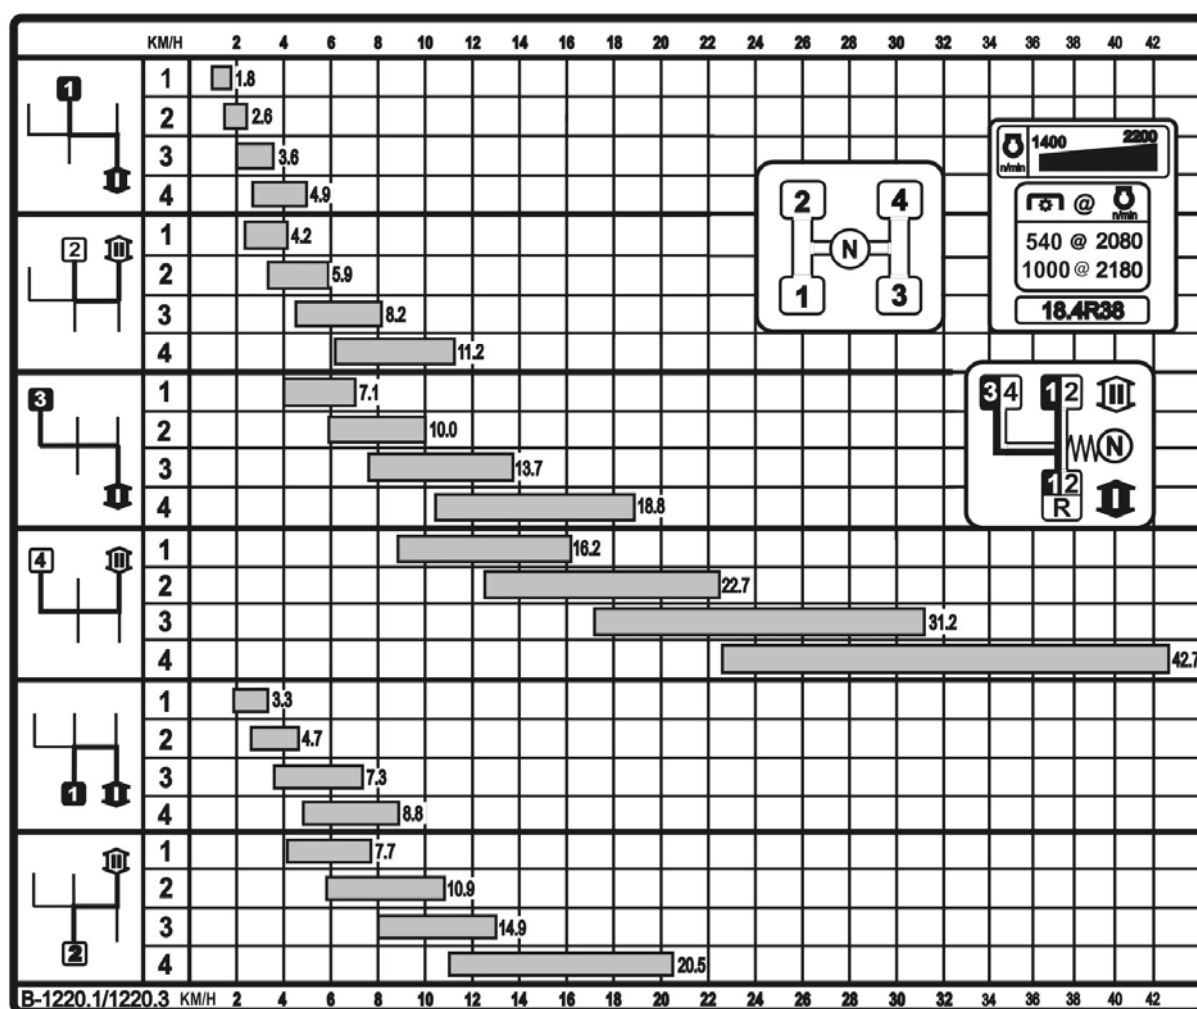 KM/H 2 4 6 8 10 12 14 16 18 20 22 24 26 28 30 32 34 36 38 40 42
1
I
1 1.8
2 2.6
3 3.6
4 4.9
2 II
1 4.2
2 5.9
3 8.2
4 11.2
3
I
1 7.1
2 10.0
3 13.7
4 18.8
4 II
1 16.2
2 22.7
3 31.2
4 42.7
1 I
1 3.3
2 4.7
3 7.3
4 8.8
II
2
1 7.7
2 10.9
3 14.9
4 20.5
2 4
N
1 3
1400 2200
n/min
@ n/min
540 @ 2080
1000 @ 2180
18.4R38
3 4 1 2 II
N
1 2 I
R
B-1220.1/1220.3 KM/H 2 4 6 8 10 12 14 16 18 20 22 24 26 28 30 32 34 36 38 40 42